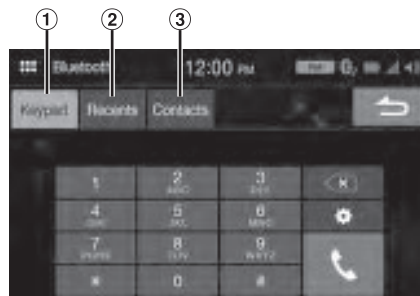 1 2 3
Bluetooth 12:00 PM
Keypad Recents Contacts
1 2 3
ABC DEF
4 5 6
GHI JKL MNO
7 8 9
PQRS TUV WXYZ
* 0 #